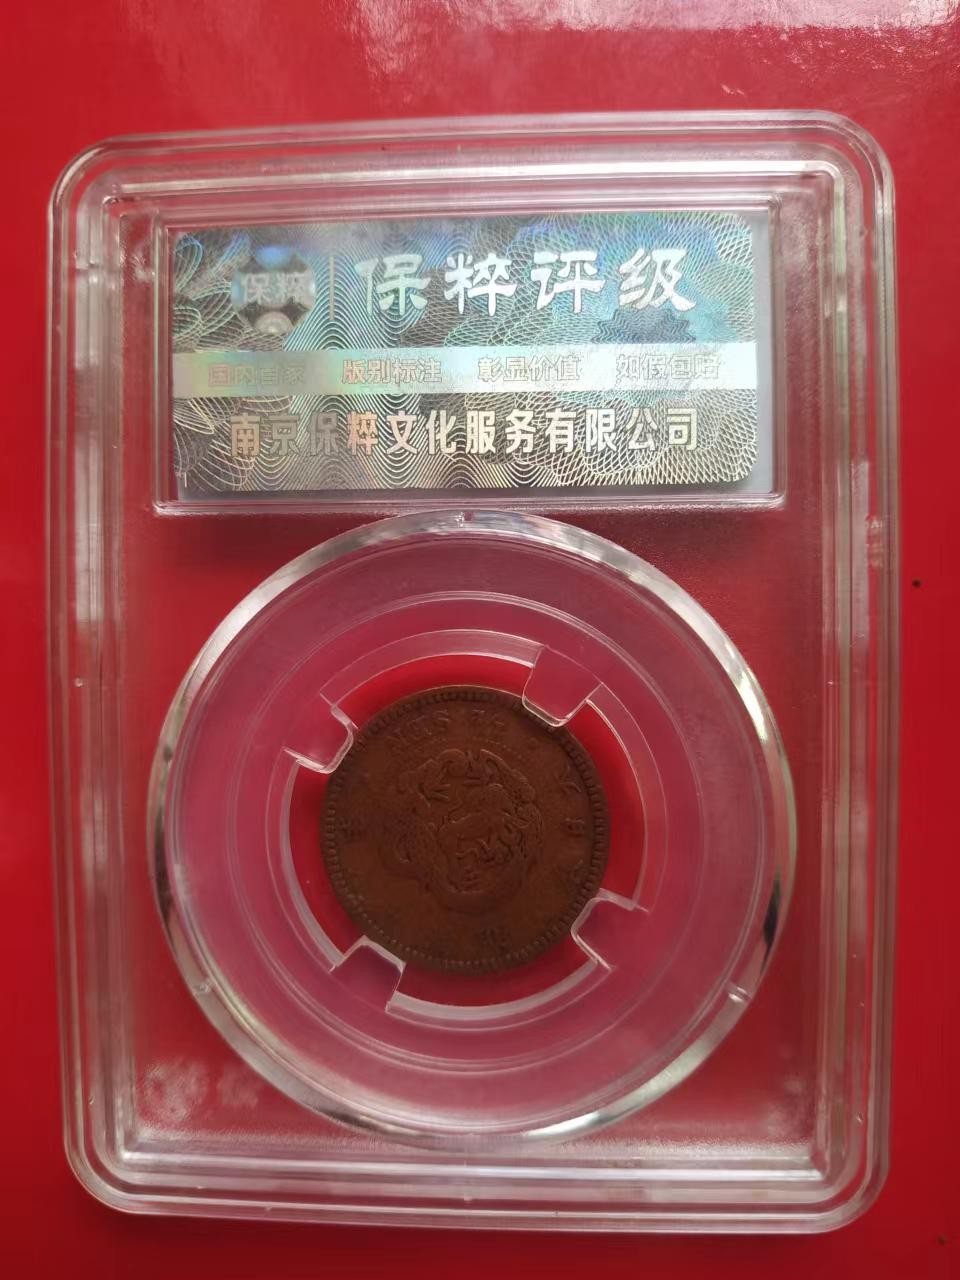 保粹 保粹评级
国内首家 版别标注 彰显价值 如假包赔
南京保粹文化服务有限公司